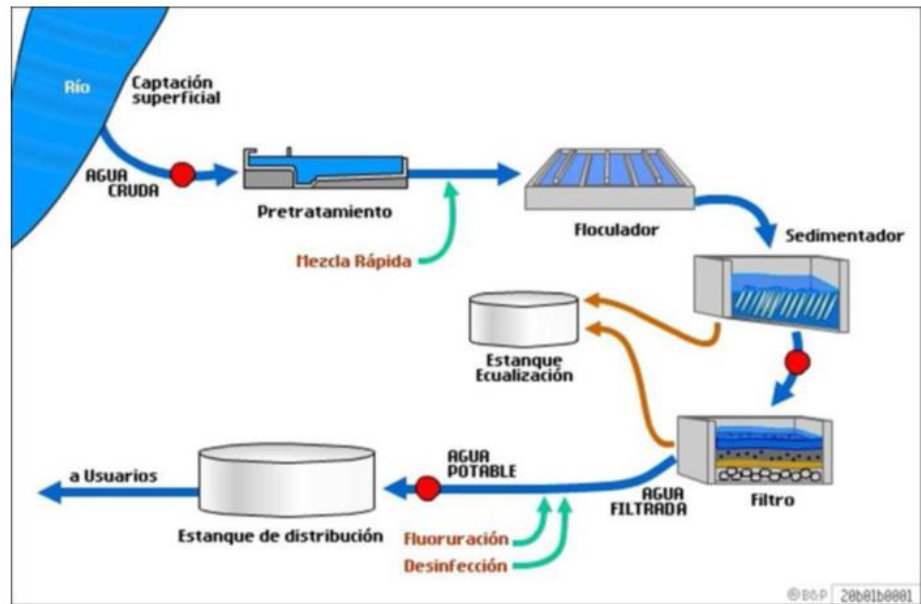 Río
Captación
superficial
AGUA
CRUDA
Pretratamiento
Mezcla Rápida
Floculador
Sedimentador
Estanque
Ecualización
Filtro
AGUA
FILTRADA
AGUA
POTABLE
Fluoruración
Desinfección
Estanque de distribución
a Usuarios
©B&P 20b01b0001